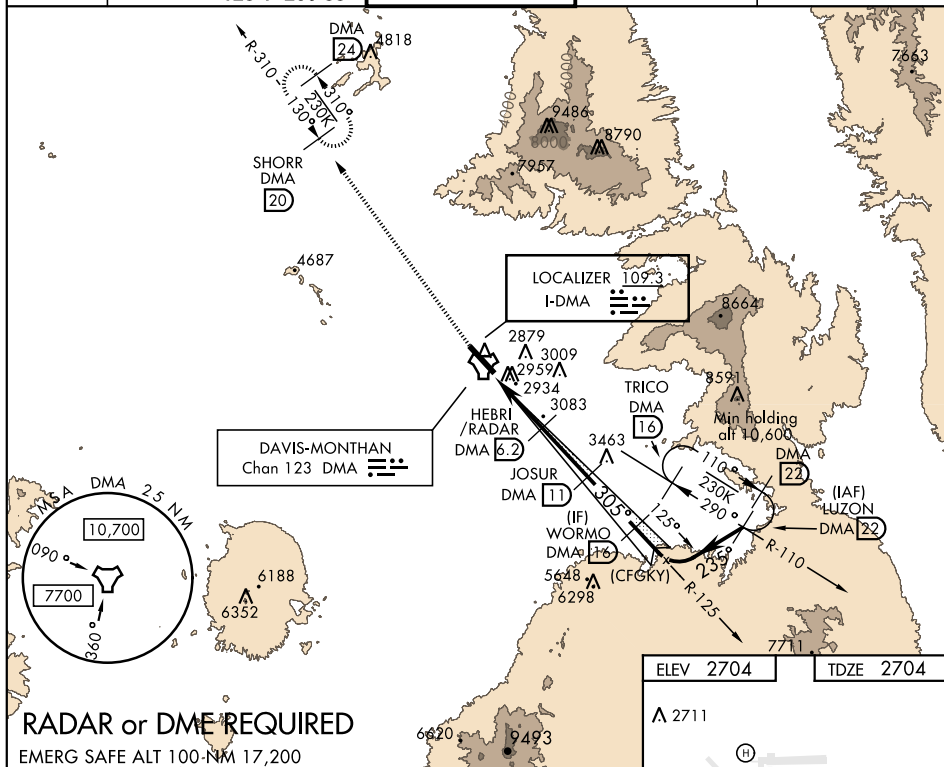 DMA
24
4818
7663
R-310
310°
230K
130°
4000
6000
9486
8000
8790
7957
SHORR
DMA
20
4687
LOCALIZER 109.3
I-DMA
8664
2879
3009
2959
2934
3083
8591
TRICO
DMA
16
Min holding
alt 10,600
DMA
22
HEBRI
/RADAR
DMA 6.2
DAVIS-MONTHAN
Chan 123 DMA
3463
JOSUR
DMA 11
110°
230K
290°
305°
125°
(IAF)
LUZON
DMA 22
(IF)
WORMO
DMA 16
235°
R-110
(CFGKY)
R-125
MSA DMA 25 NM
10,700
090°
7700
360°
6188
6352
5648
6298
7711
ELEV 2704
TDZE 2704
2711
H
RADAR or DME REQUIRED
EMERG SAFE ALT 100 NM 17,200
6620
9493